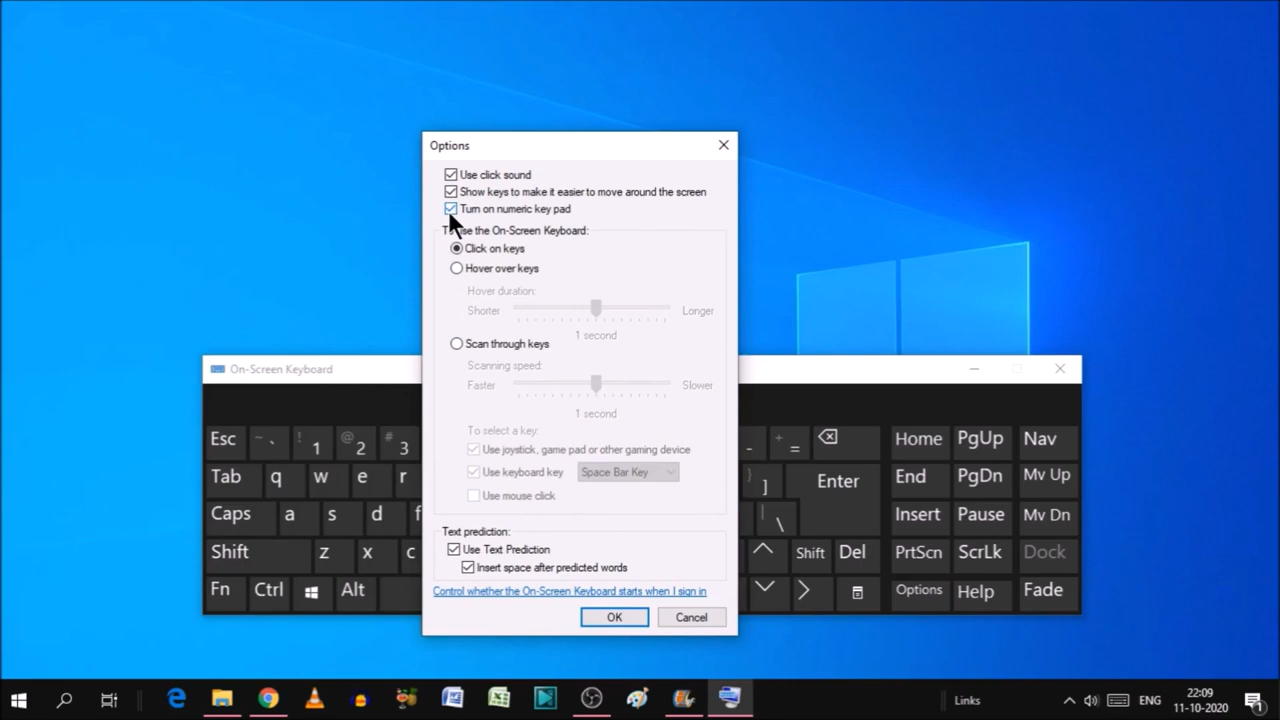 Options
Use click sound
Show keys to make it easier to move around the screen
Turn on numeric key pad
se the On-Screen Keyboard:
Click on keys
Hover over keys
Hover duration:
Shorter Longer
1 second
Scan through keys
Scanning speed:
Faster Slower
1 second
To select a key:
Use joystick, game pad or other gaming device
Use keyboard key Space Bar Key
Use mouse click
Text prediction:
Use Text Prediction
Insert space after predicted words
Control whether the On-Screen Keyboard starts when I sign in
OK Cancel
On-Screen Keyboard
Esc ~ ` ! 1 @ 2 # 3 - + = Home PgUp Nav
Tab q w e r } ] Enter End PgDn Mv Up
Caps a s d f | \ Insert Pause Mv Dn
Shift z x c Shift Del PrtScn ScrLk Dock
Fn Ctrl Alt Options Help Fade
Links ENG 22:09
11-10-2020
1